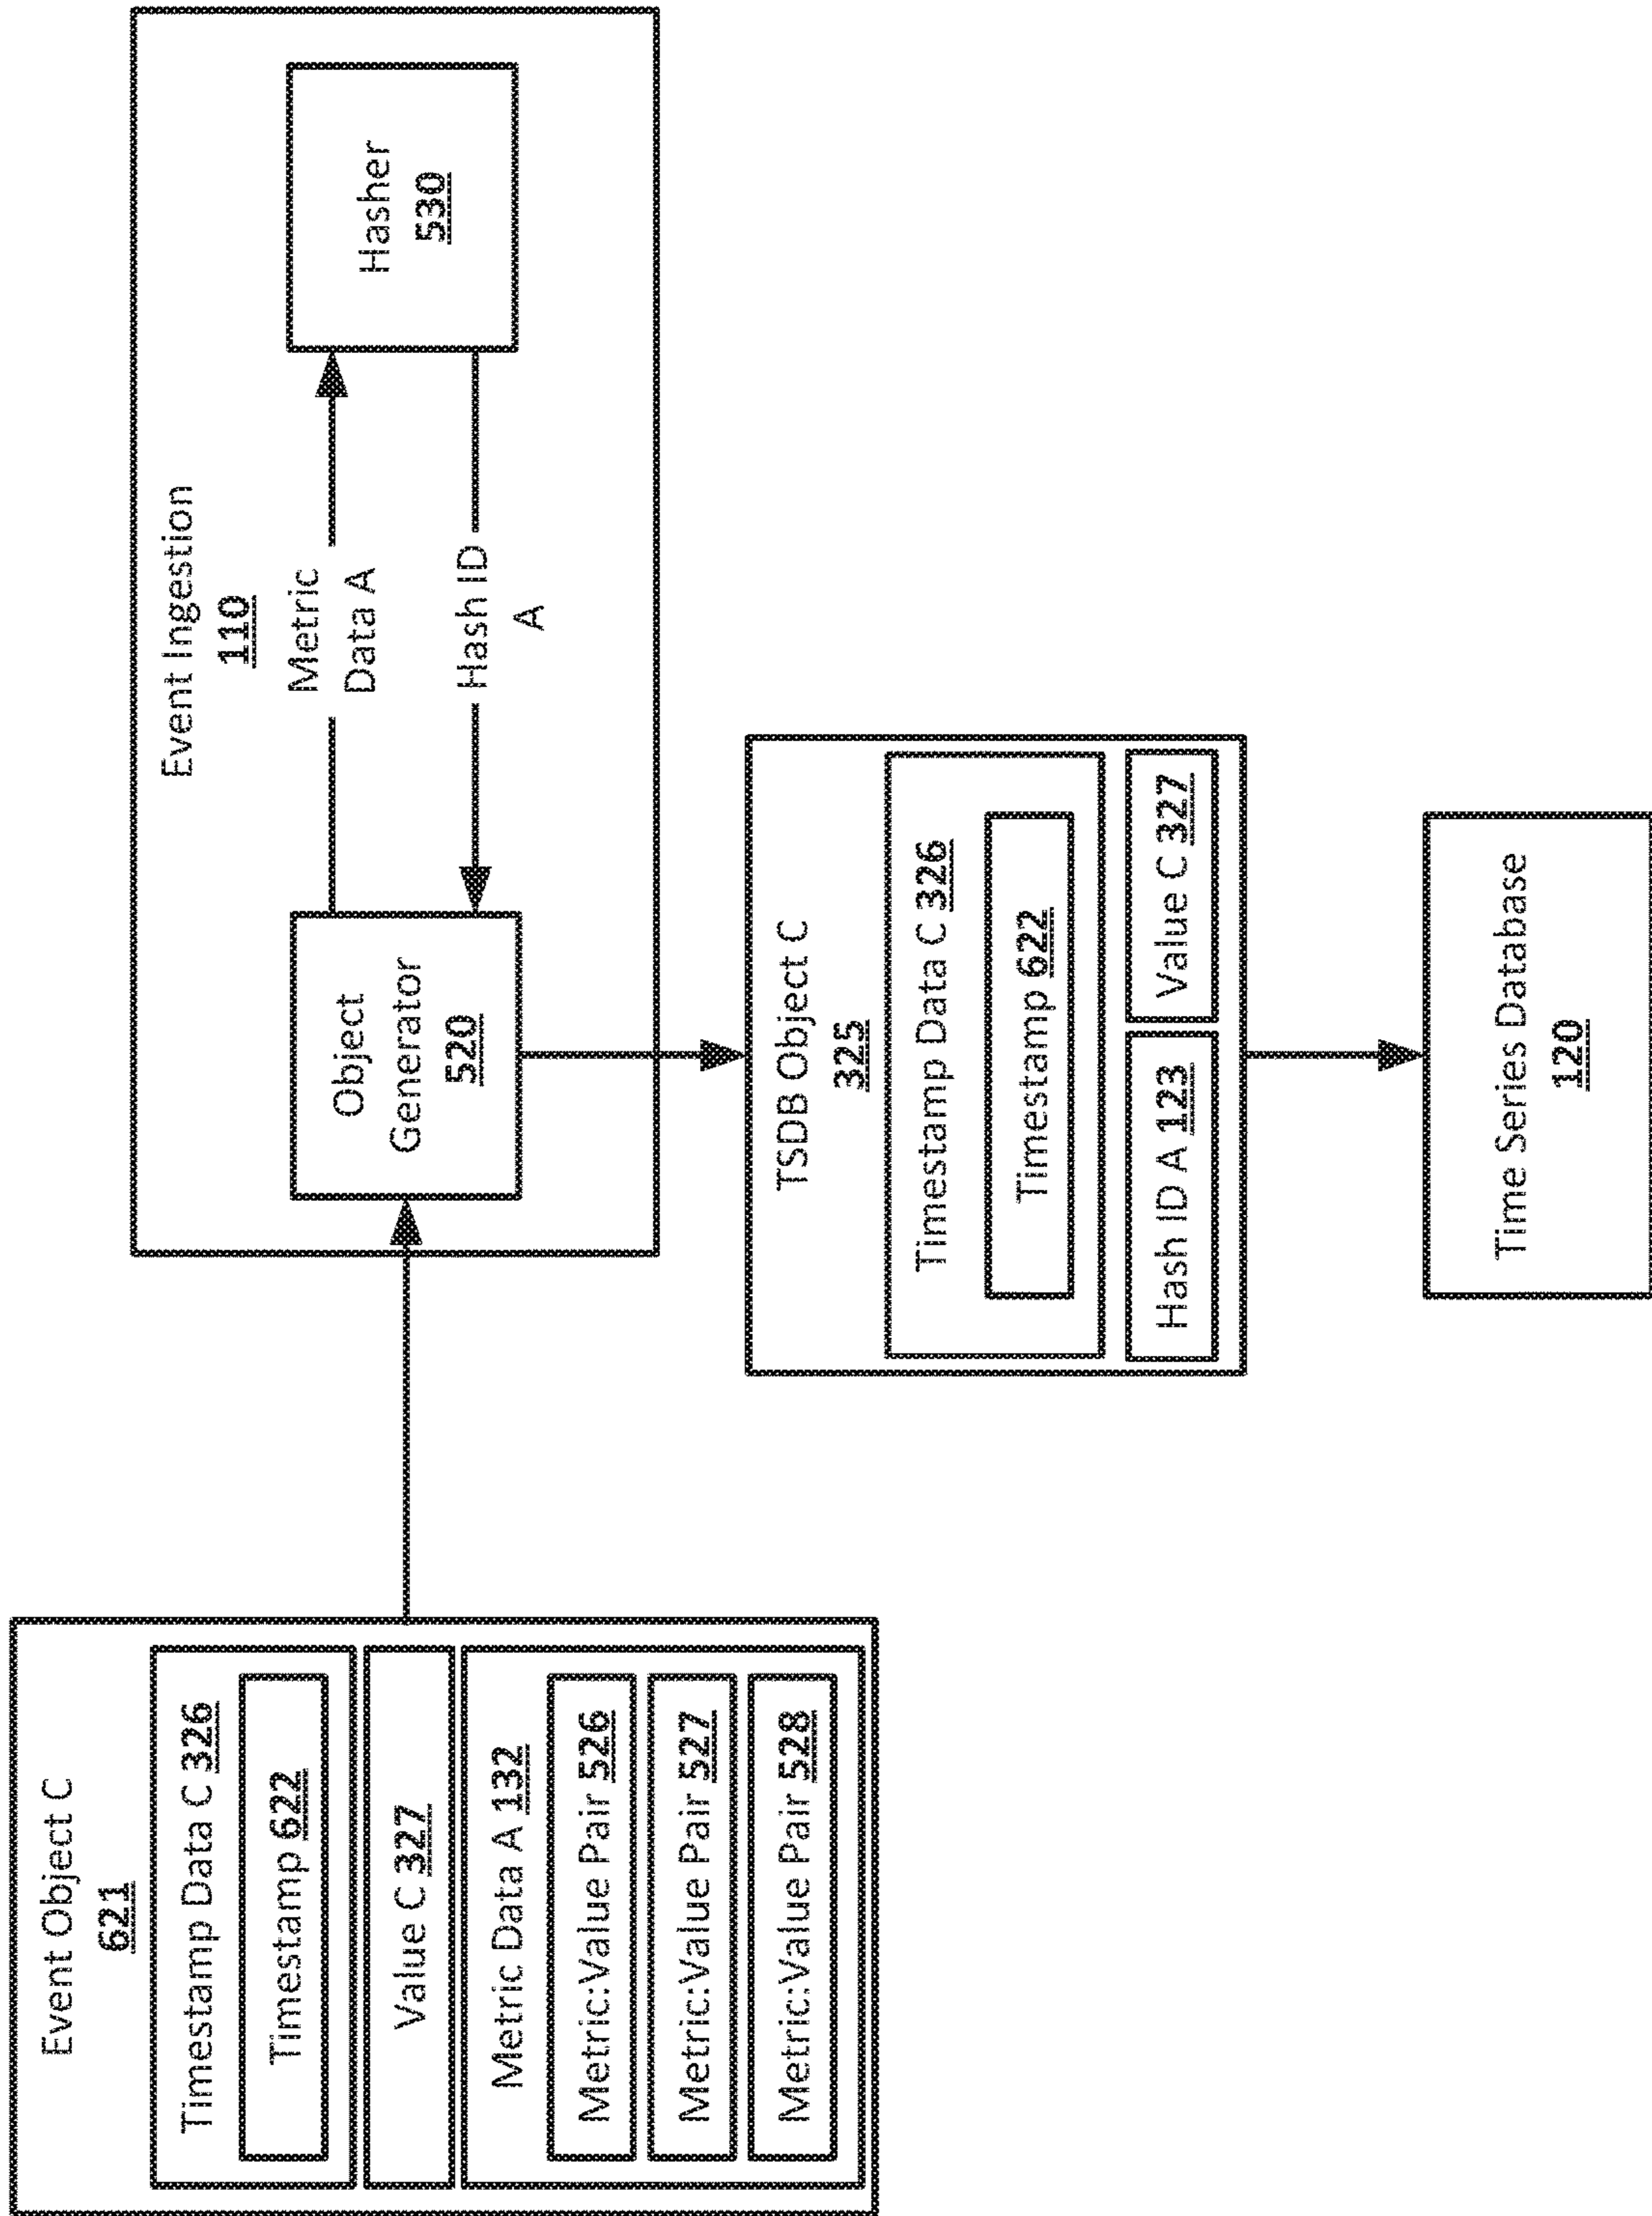 Event Object C
621
Timestamp Data C 326
Timestamp 622
Value C 327
Metric Data A 132
Metric:Value Pair 526
Metric:Value Pair 527
Metric:Value Pair 528
Event Ingestion
110
Object
Generator
520
Metric
Data A
Hash ID
A
Hasher
530
TSDB Object C
325
Timestamp Data C 326
Timestamp 622
Hash ID A 123
Value C 327
Time Series Database
120